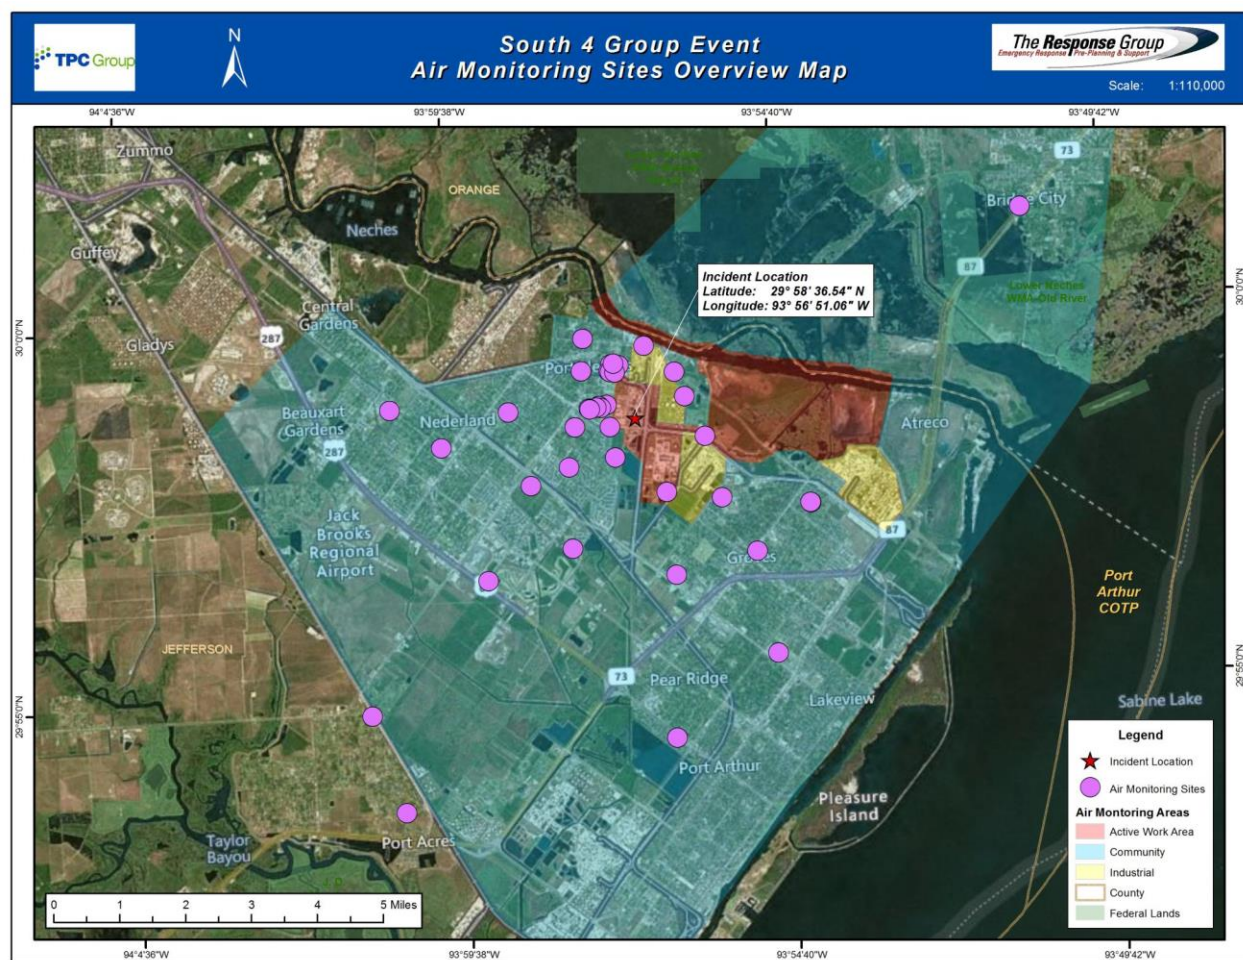 TPC Group
N
South 4 Group Event
Air Monitoring Sites Overview Map
The Response Group
Emergency Response Pre-Planning & Support
Scale: 1:110,000
94°4'36"W
93°59'38"W
93°54'40"W
93°49'42"W
Zummo
73
ORANGE
Bridge City
Neches
Guffey
87
Incident Location
Latitude: 29° 58' 36.54" N
Longitude: 93° 56' 51.06" W
Lower Neches
WMA-Old River
30°0'0"N
Central
Gardens
30°0'0"N
287
Gladys
Beauxart
Gardens
Nederland
Atreco
287
Jack
Brooks
Regional
Airport
87
Port
Arthur
COTP
JEFFERSON
73
Pear Ridge
29°55'0"N
Lakeview
Sabine Lake
29°55'0"N
Port Arthur
Pleasure
Island
Taylor
Bayou
Port Acres
Legend
Incident Location
Air Monitoring Sites
Air Montoring Areas
Active Work Area
Community
Industrial
County
Federal Lands
0 1 2 3 4 5 Miles
94°4'36"W
93°59'38"W
93°54'40"W
93°49'42"W